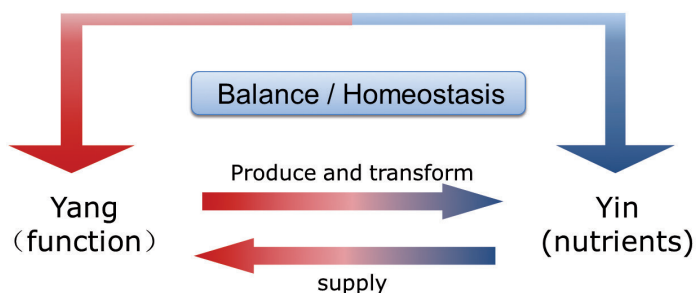 Balance / Homeostasis
Produce and transform
Yang
（function）
Yin
(nutrients)
supply